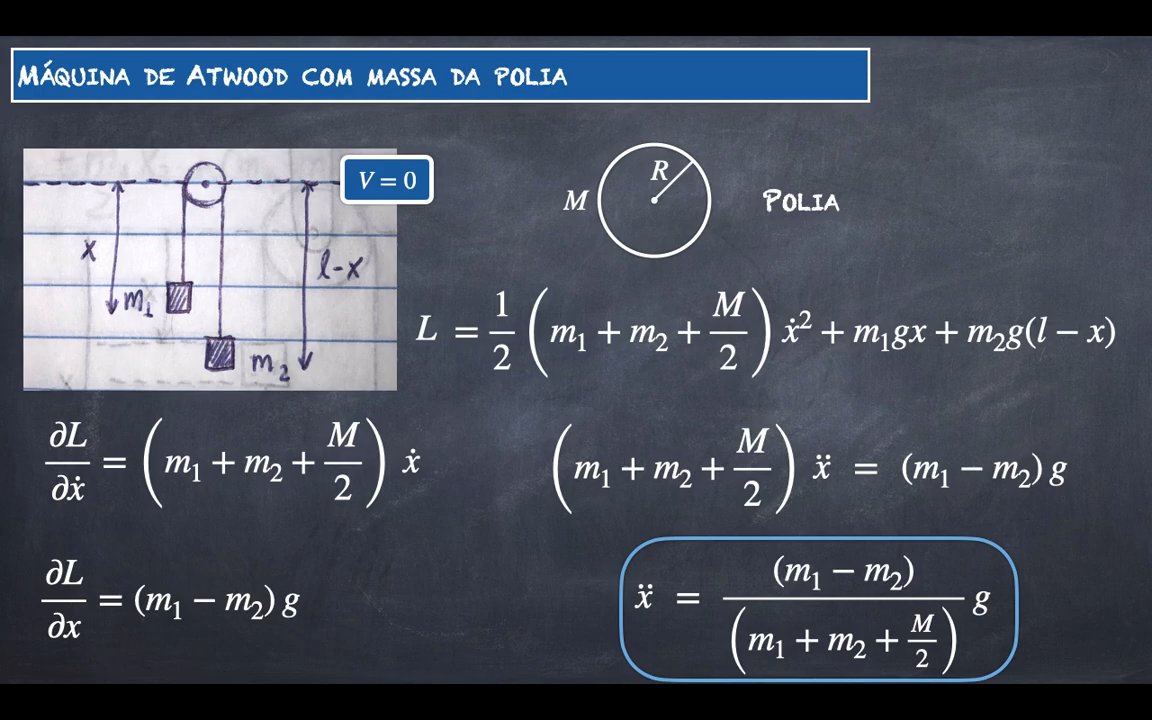 MÁQUINA DE ATWOOD COM MASSA DA POLIA
V = 0
x
l-x
m₁
m₂
R
M
POLIA
L = 1/2 (m₁ + m₂ + M/2) ẋ² + m₁gx + m₂g(l − x)
∂L/∂ẋ = (m₁ + m₂ + M/2) ẋ
(m₁ + m₂ + M/2) ẍ = (m₁ − m₂) g
∂L/∂x = (m₁ − m₂) g
ẍ = (m₁ − m₂)/(m₁ + m₂ + M/2) g